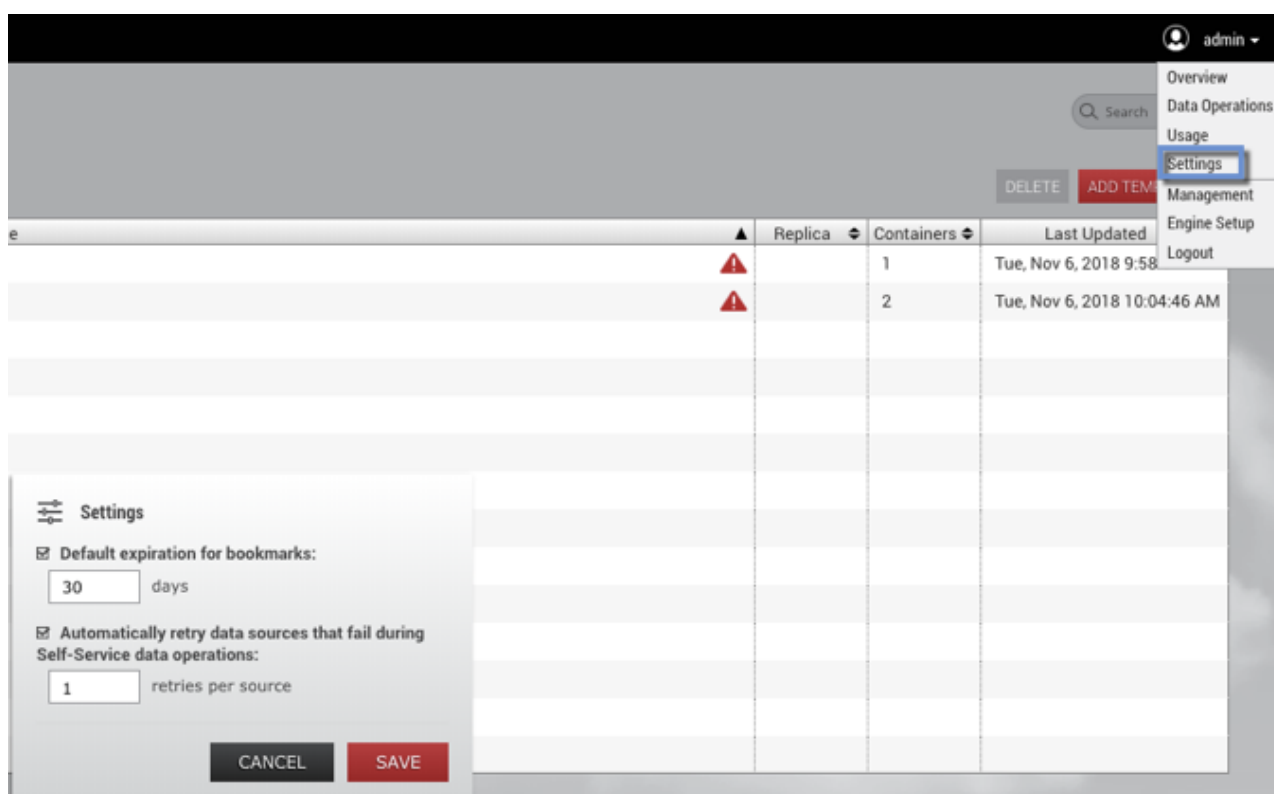 admin
Overview
Search
Data Operations
Usage
Settings
DELETE
ADD TEM
Management
Engine Setup
Logout
e
Replica
Containers
Last Updated
1
Tue, Nov 6, 2018 9:58
2
Tue, Nov 6, 2018 10:04:46 AM
Settings
Default expiration for bookmarks:
30 days
Automatically retry data sources that fail during
Self-Service data operations:
1 retries per source
CANCEL
SAVE